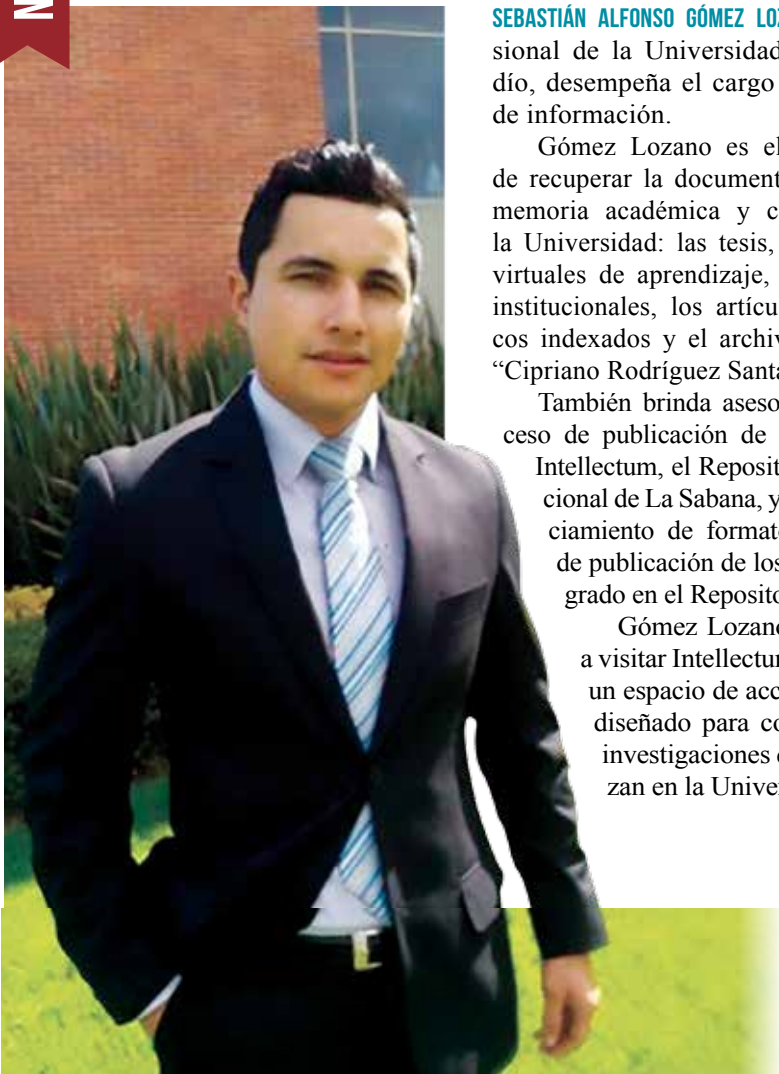 N
SEBASTIÁN ALFONSO GÓMEZ LOZ
sional de la Universidad
dío, desempeña el cargo
de información.
Gómez Lozano es el
de recuperar la document
memoria académica y c
la Universidad: las tesis,
virtuales de aprendizaje,
institucionales, los artícu
cos indexados y el archiv
“Cipriano Rodríguez Santa
También brinda aseso
ceso de publicación de
Intellectum, el Reposit
cional de La Sabana, y
ciamiento de formato
de publicación de los
grado en el Reposito
Gómez Lozano
a visitar Intellectum
un espacio de acc
diseñado para co
investigaciones
zan en la Univer